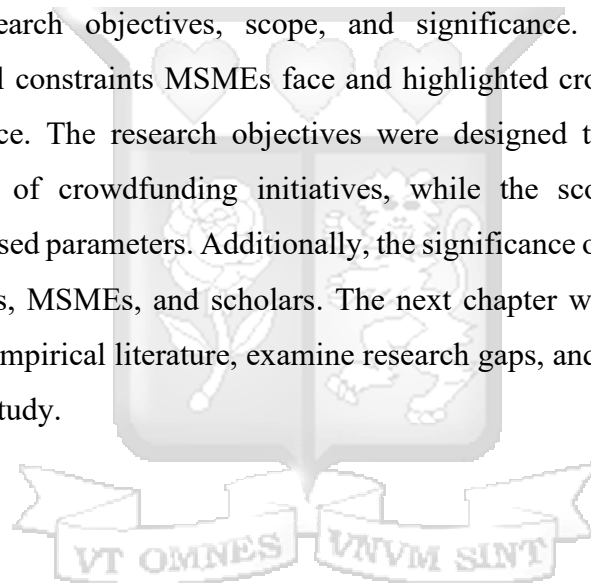 earch objectives, scope, and significance.
l constraints MSMEs face and highlighted cro
ce. The research objectives were designed t
of crowdfunding initiatives, while the sco
sed parameters. Additionally, the significance o
s, MSMEs, and scholars. The next chapter w
mpirical literature, examine research gaps, and
study.
VT OMNES VNVM SINT